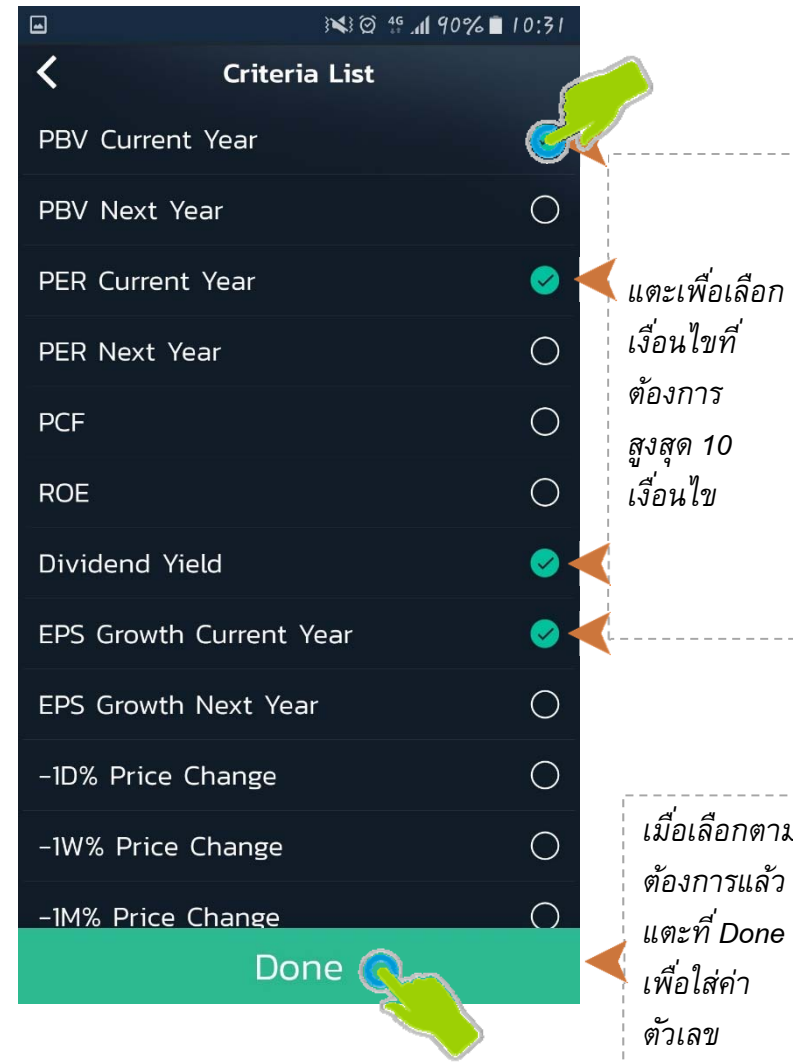 4G 90% 10:31
Criteria List
PBV Current Year
PBV Next Year
PER Current Year
PER Next Year
PCF
ROE
Dividend Yield
EPS Growth Current Year
EPS Growth Next Year
-1D% Price Change
-1W% Price Change
-1M% Price Change
Done
แตะเพื่อเลือก
เงื่อนไขที่
ต้องการ
สูงสุด 10
เงื่อนไข
เมื่อเลือกตาม
ต้องการแล้ว
แตะที่ Done
เพื่อใส่ค่า
ตัวเลข